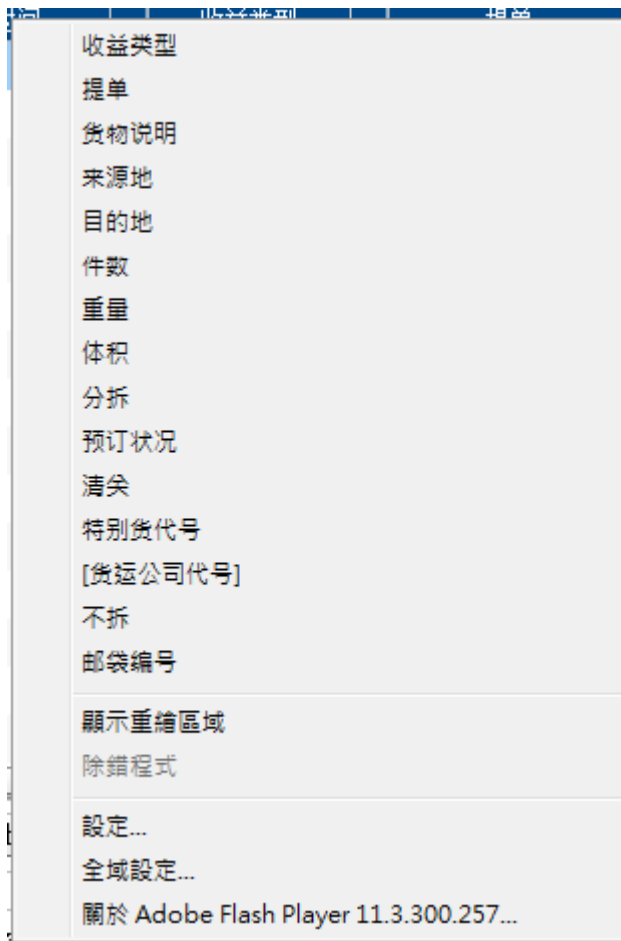 收益类型
提单
货物说明
来源地
目的地
件数
重量
体积
分拆
预订状况
清关
特别货代号
[货运公司代号]
不拆
邮袋编号
顯示重繪區域
除錯程式
設定...
全域設定...
關於 Adobe Flash Player 11.3.300.257...